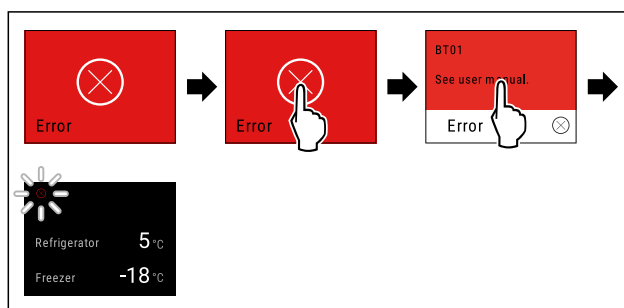 Error
Error
BT01
See user manual.
Error
Refrigerator 5 °C
Freezer -18 °C